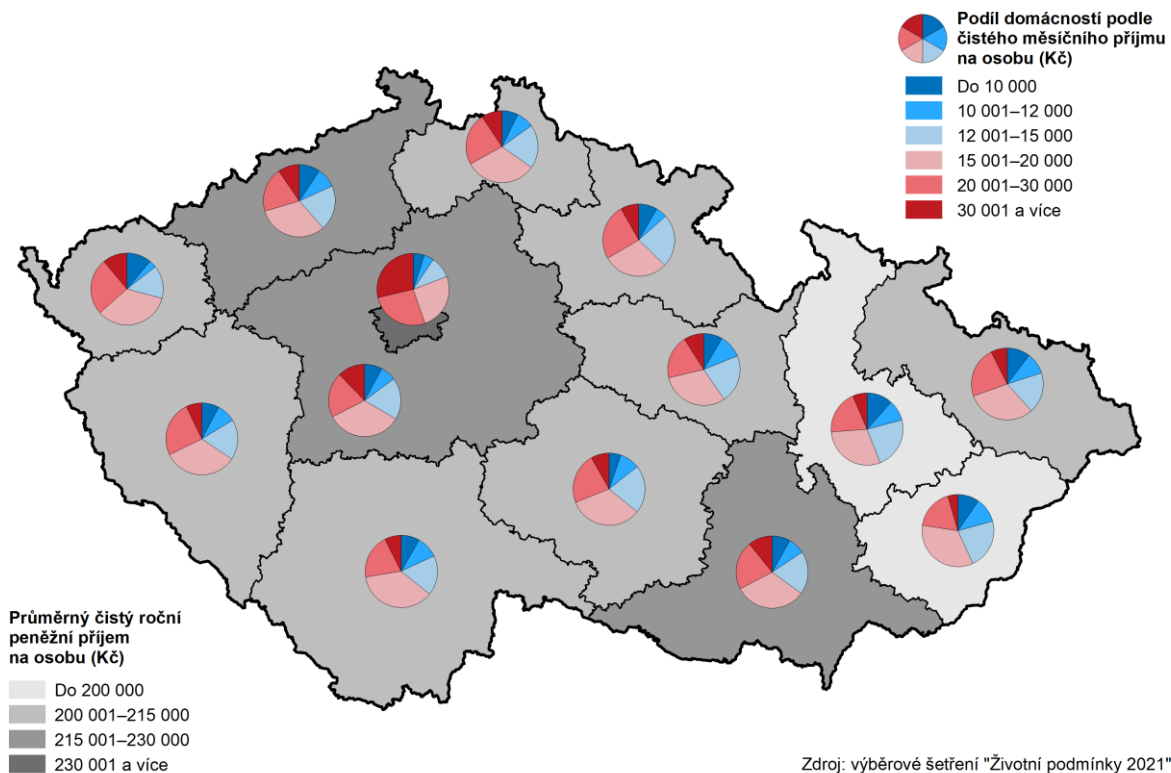 Podíl domácností podle
čistého měsíčního příjmu
na osobu (Kč)
Do 10 000
10 001–12 000
12 001–15 000
15 001–20 000
20 001–30 000
30 001 a více
Průměrný čistý roční
peněžní příjem
na osobu (Kč)
Do 200 000
200 001–215 000
215 001–230 000
230 001 a více
Zdroj: výběrové šetření "Životní podmínky 2021"